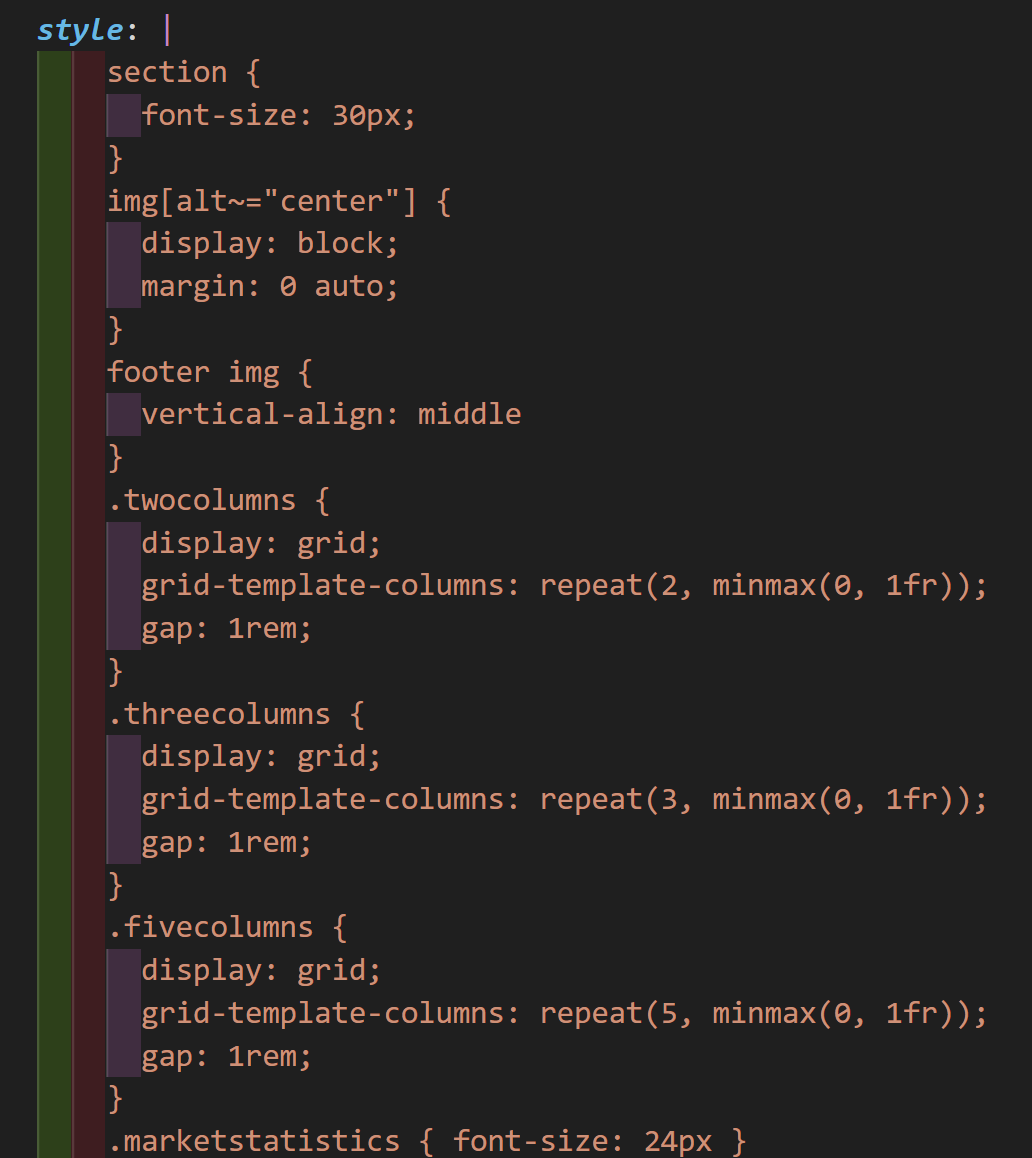 style: |
    section {
      font-size: 30px;
    }
    img[alt~="center"] {
      display: block;
      margin: 0 auto;
    }
    footer img {
      vertical-align: middle
    }
    .twocolumns {
      display: grid;
      grid-template-columns: repeat(2, minmax(0, 1fr));
      gap: 1rem;
    }
    .threecolumns {
      display: grid;
      grid-template-columns: repeat(3, minmax(0, 1fr));
      gap: 1rem;
    }
    .fivecolumns {
      display: grid;
      grid-template-columns: repeat(5, minmax(0, 1fr));
      gap: 1rem;
    }
    .marketstatistics { font-size: 24px }